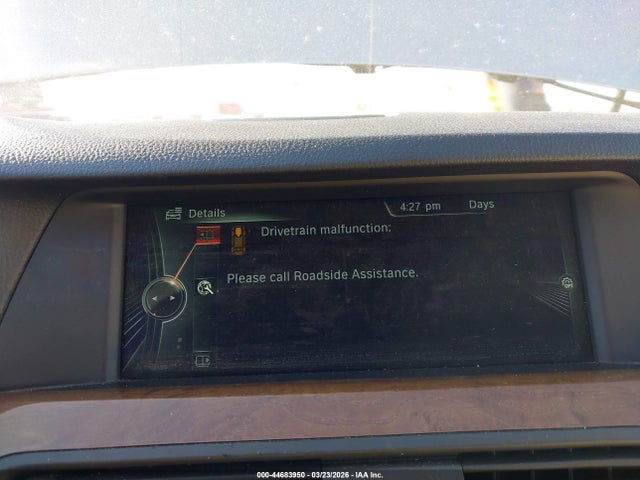 Details
4:27 pm
Days
Drivetrain malfunction:
Please call Roadside Assistance.
000-44683950 - 03/23/2026 - IAA Inc.